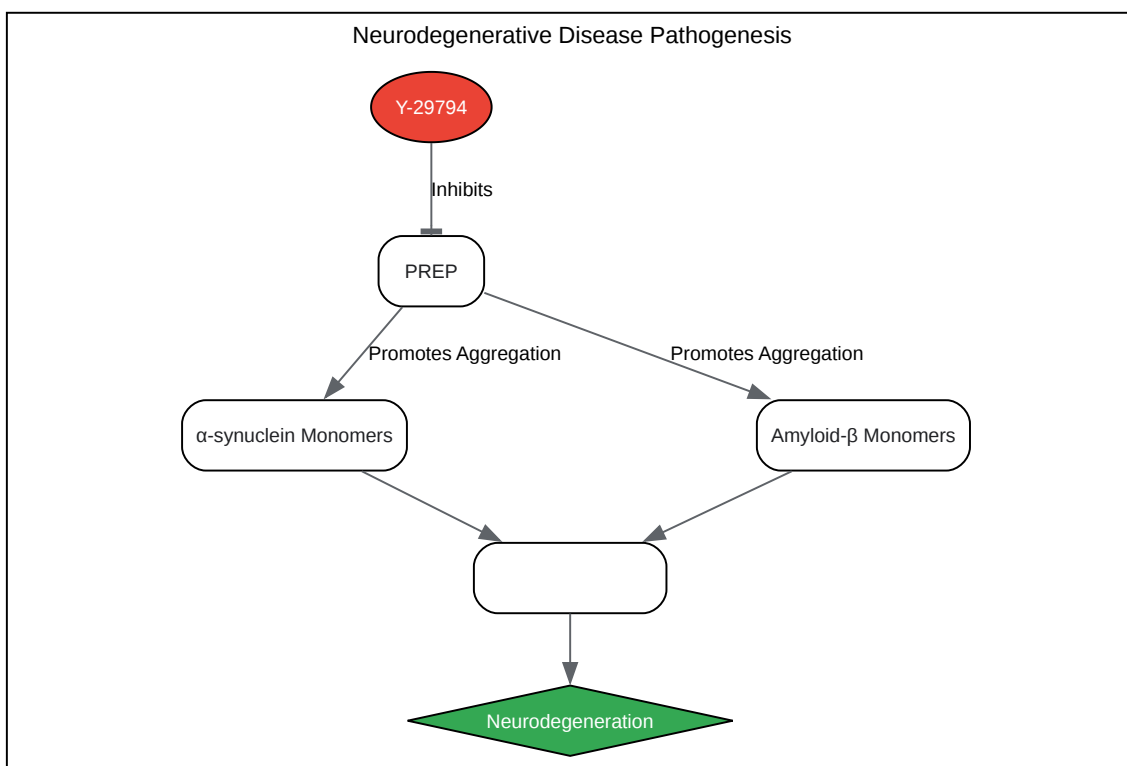 Neurodegenerative Disease Pathogenesis
Y-29794
Inhibits
PREP
Promotes Aggregation
Promotes Aggregation
α-synuclein Monomers
Amyloid-β Monomers
Neurodegeneration